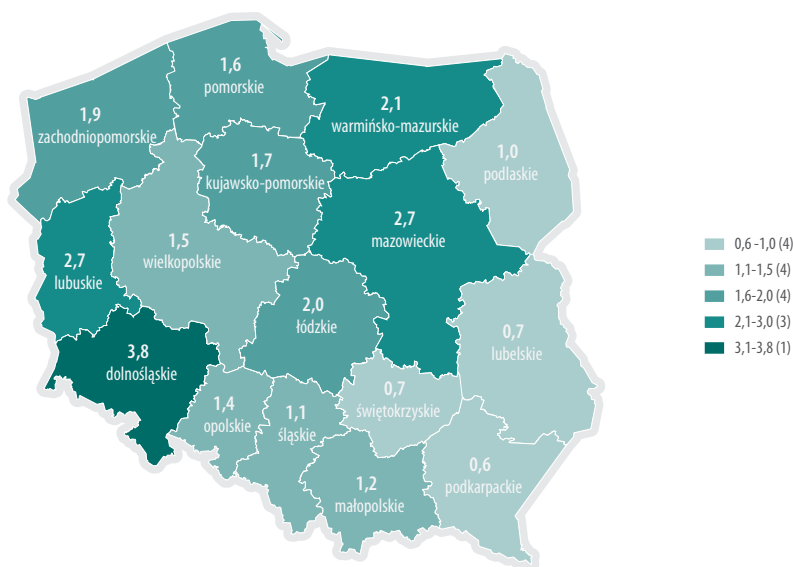 1,6
pomorskie
2,1
warmińsko-mazurskie
1,9
zachodniopomorskie
1,0
podlaskie
1,7
kujawsko-pomorskie
2,7
mazowieckie
1,5
wielkopolskie
2,7
lubuskie
2,0
łódzkie
0,7
lubelskie
3,8
dolnośląskie
0,7
świętokrzyskie
1,4
opolskie
1,1
śląskie
0,6
podkarpackie
1,2
małopolskie
0,6 -1,0 (4)
1,1-1,5 (4)
1,6-2,0 (4)
2,1-3,0 (3)
3,1-3,8 (1)